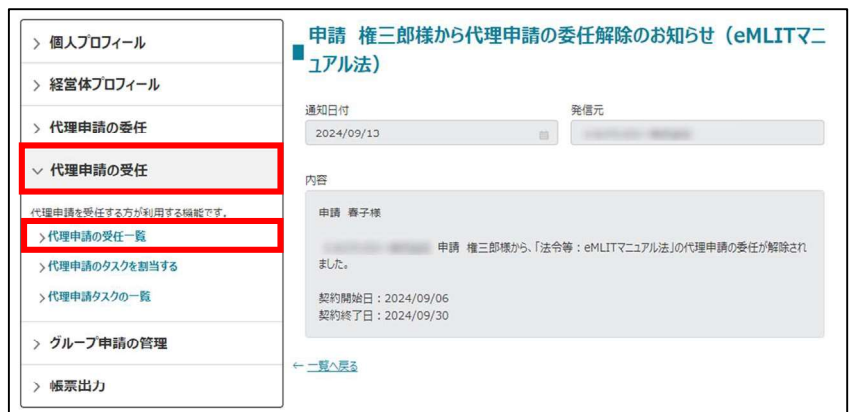 個人プロフィール
経営体プロフィール
代理申請の委任
代理申請の受任
代理申請を受任する方が利用する機能です。
代理申請の受任一覧
代理申請のタスクを割当する
代理申請タスクの一覧
グループ申請の管理
帳票出力
申請 権三郎様から代理申請の委任解除のお知らせ（eMLITマニ
ュアル法）
通知日付
発信元
2024/09/13
内容
申請 春子様
申請 権三郎様から、「法令等：eMLITマニュアル法」の代理申請の委任が解除され
ました。
契約開始日：2024/09/06
契約終了日：2024/09/30
← 一覧へ戻る